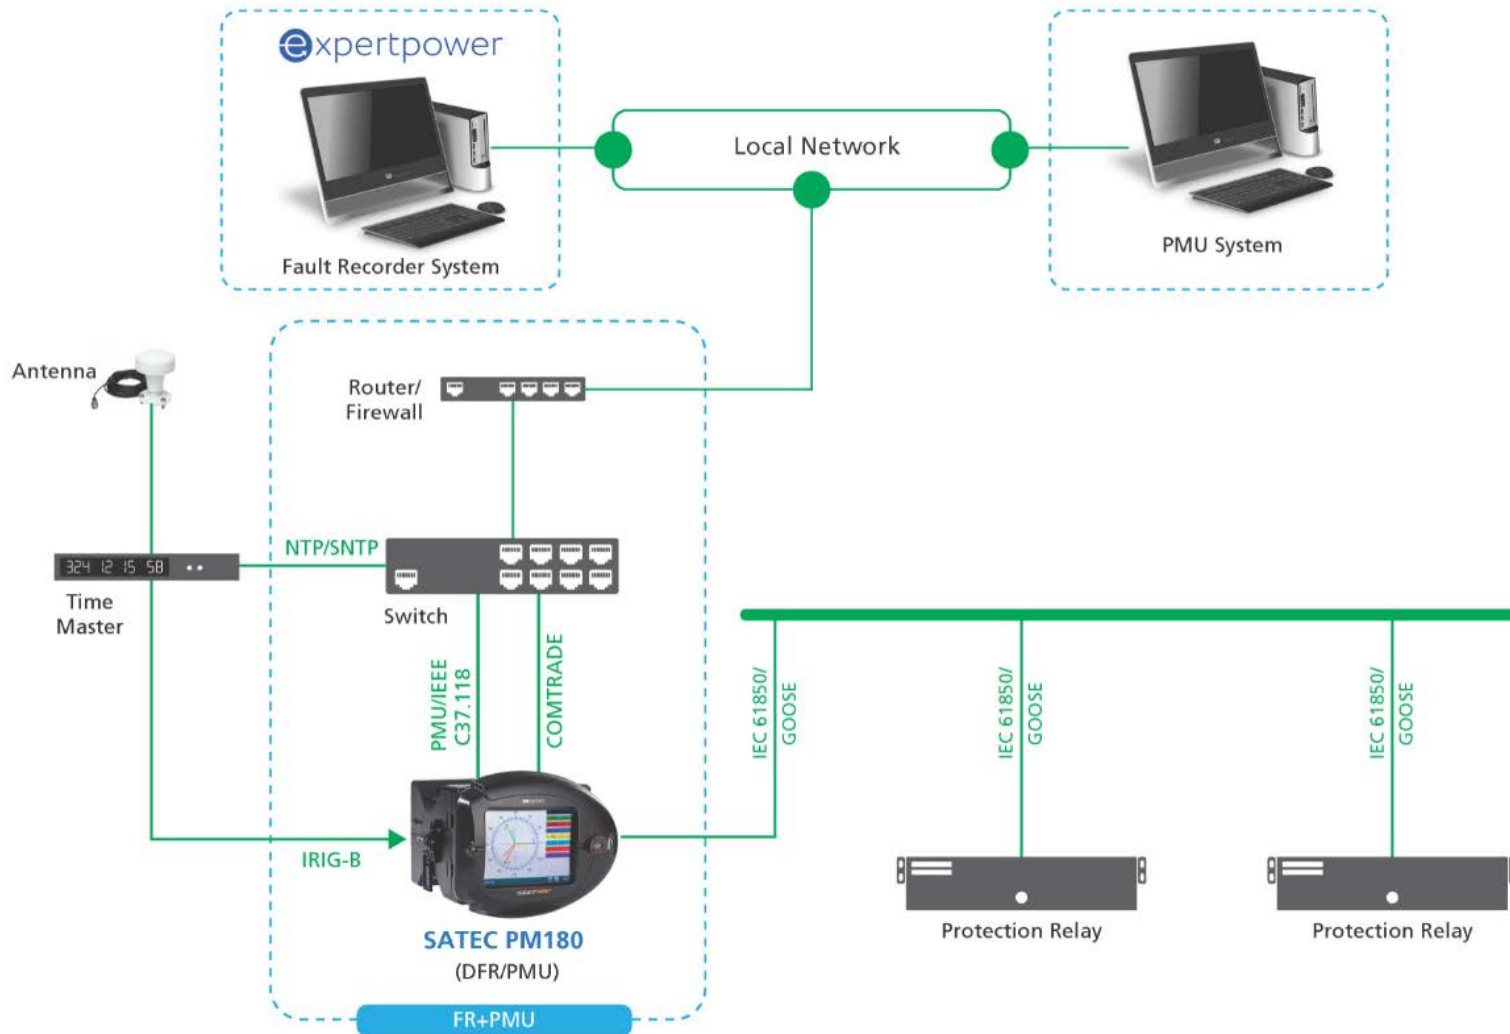 expertpower
Local Network
Fault Recorder System
PMU System
Antenna
Router/
Firewall
NTP/SNTP
324 12 15 58
Time
Master
Switch
PMU/IEEE
C37.118
COMTRADE
IEC 61850/
GOOSE
IEC 61850/
GOOSE
IEC 61850/
GOOSE
IRIG-B
SATEC PM180
(DFR/PMU)
Protection Relay
Protection Relay
FR+PMU